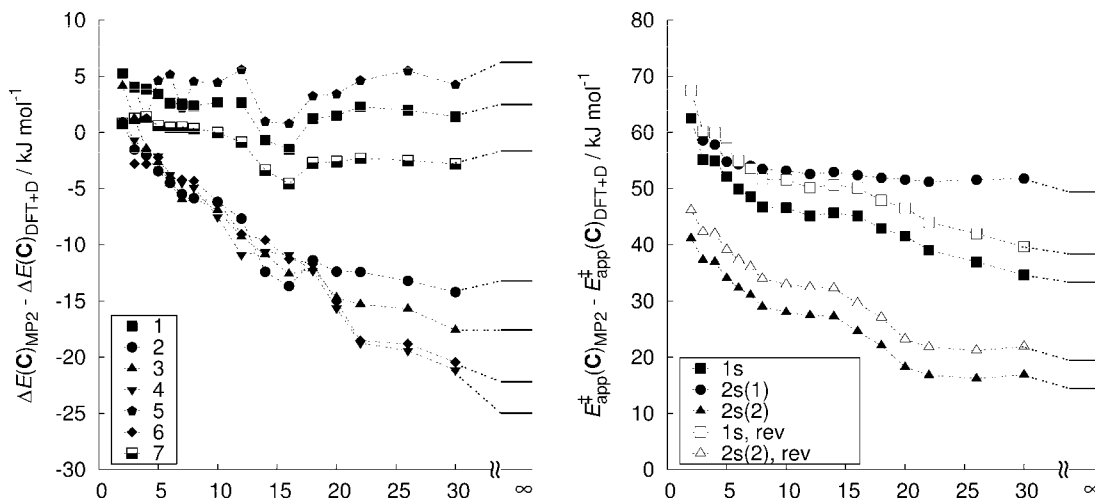 ΔE(C)MP2 - ΔE(C)DFT+D / kJ mol-1
10
5
0
-5
-10
-15
-20
-25
-30
1
2
3
4
5
6
7
0 5 10 15 20 25 30 ∞
E‡app(C)MP2 - E‡app(C)DFT+D / kJ mol-1
80
70
60
50
40
30
20
10
0
1s
2s(1)
2s(2)
1s, rev
2s(2), rev
0 5 10 15 20 25 30 ∞